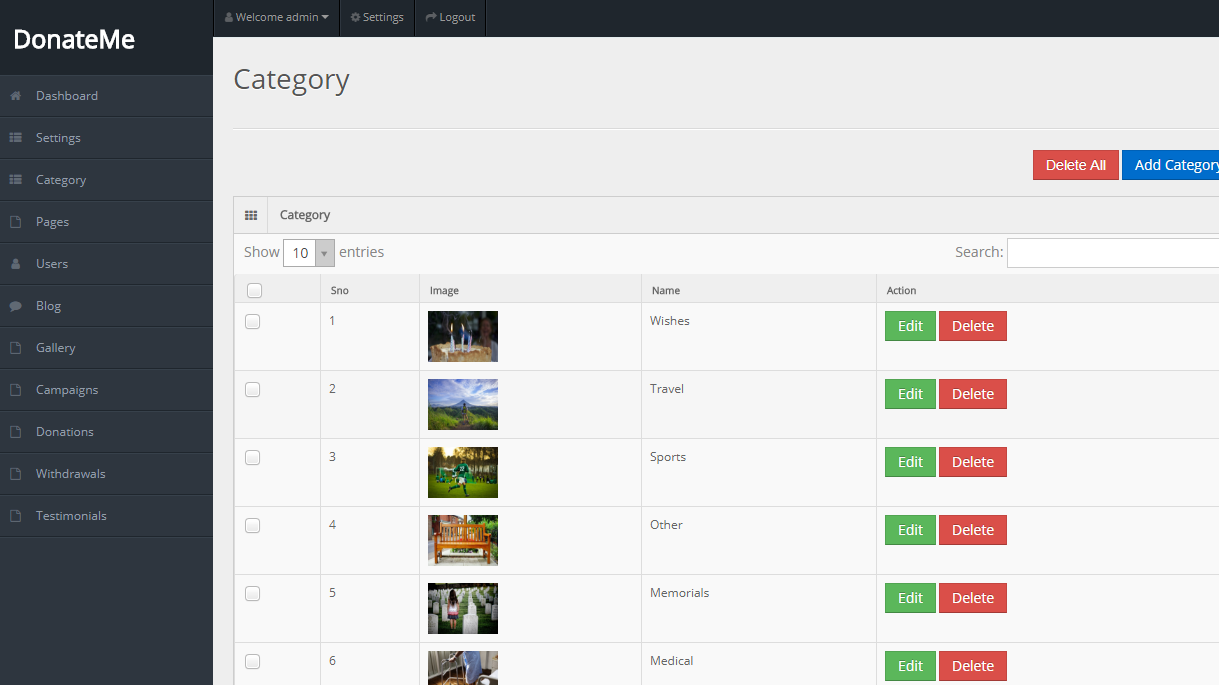 DonateMe
Welcome admin Settings Logout
Dashboard
Settings
Category
Pages
Users
Blog
Gallery
Campaigns
Donations
Withdrawals
Testimonials
Category
Delete All Add Category
Category
Show 10 entries Search:
Sno Image Name Action
1 Wishes Edit Delete
2 Travel Edit Delete
3 Sports Edit Delete
4 Other Edit Delete
5 Memorials Edit Delete
6 Medical Edit Delete